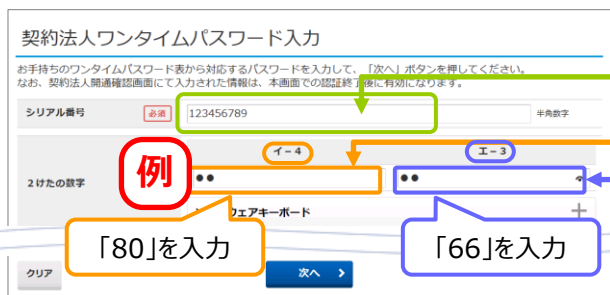 契約法人ワンタイムパスワード入力
お手持ちのワンタイムパスワード表から対応するパスワードを入力して、「次へ」ボタンを押してください。
なお、契約法人開通確認画面にて入力された情報は、本画面での認証終了後に有効になります。
シリアル番号 必須 123456789 半角数字
イ-4 エ-3
2けたの数字 例 ●● ●●
ウェアキーボード +
「80」を入力 「66」を入力
クリア 次へ >